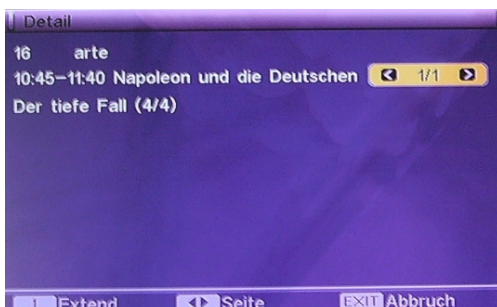 Detail
16 arte
10:45-11:40 Napoleon und die Deutschen 1/1
Der tiefe Fall (4/4)
Extend Seite EXIT Abbruch